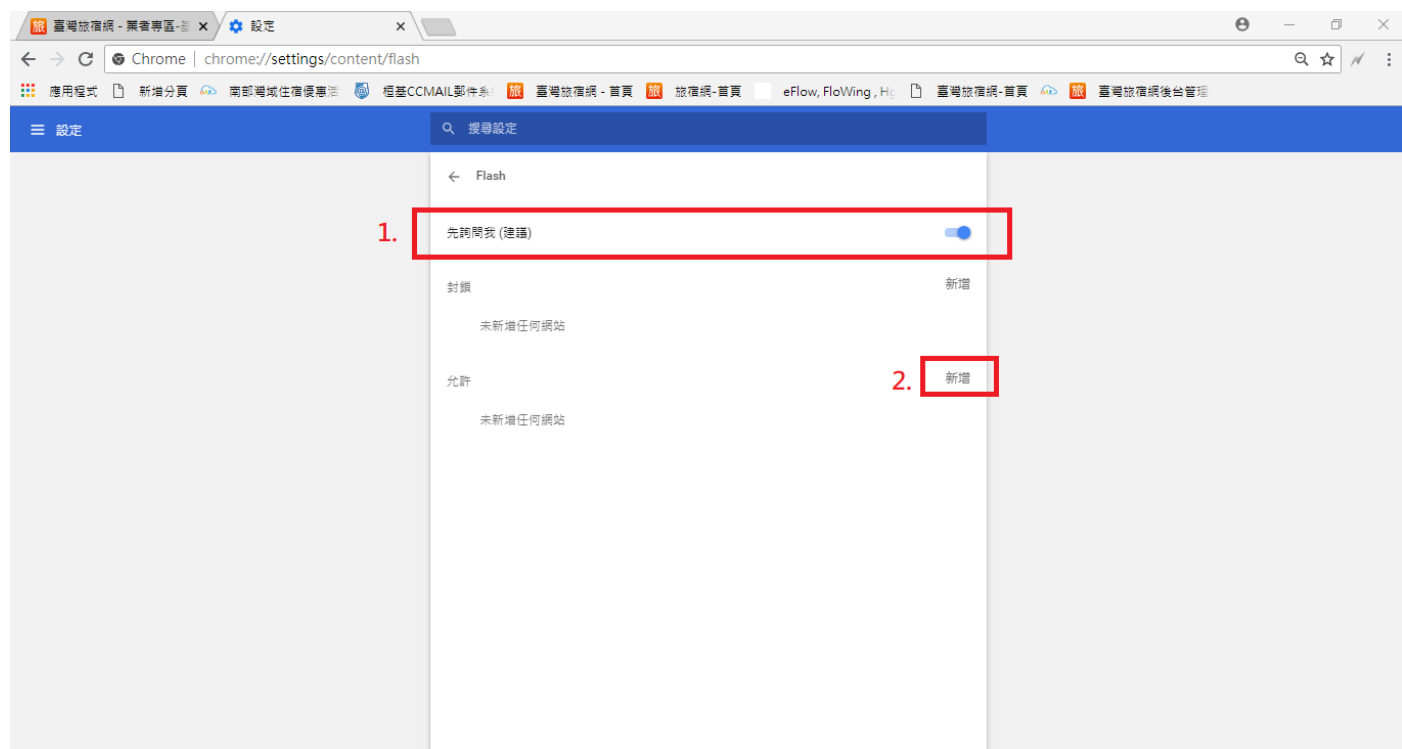 臺灣旅宿網 - 業者專區-
設定
Chrome | chrome://settings/content/flash
應用程式 新增分頁 南部灣域住宿優惠活 桓基CCMAIL郵件系 旅 臺灣旅宿網 - 首頁 旅 旅宿網-首頁 eFlow, FloWing , H 臺灣旅宿網-首頁 旅 臺灣旅宿網後台管理
設定
搜尋設定
Flash
1.
先詢問我 (建議)
封鎖
新增
未新增任何網站
允許
2.
新增
未新增任何網站